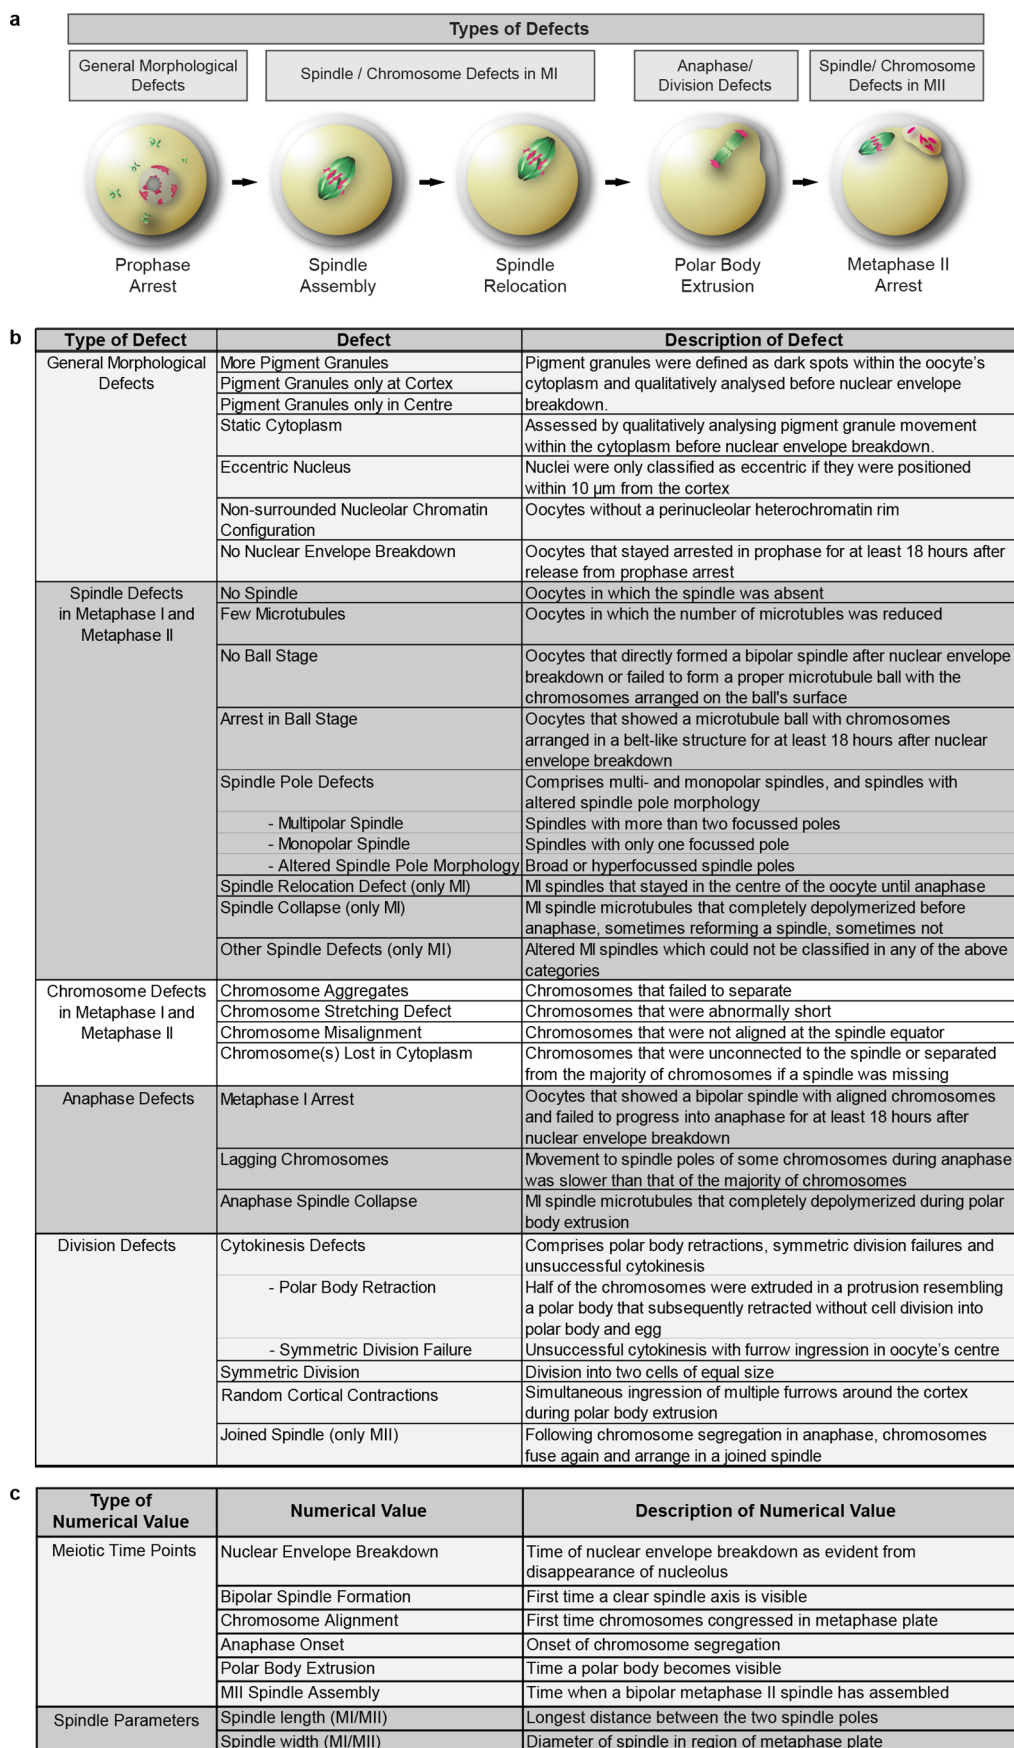 a
Types of Defects
General Morphological
Defects
Spindle / Chromosome Defects in MI
Anaphase/
Division Defects
Spindle/ Chromosome
Defects in MII
Prophase
Arrest
Spindle
Assembly
Spindle
Relocation
Polar Body
Extrusion
Metaphase II
Arrest
b
Type of Defect
Defect
Description of Defect
General Morphological
Defects
More Pigment Granules
Pigment Granules only at Cortex
Pigment Granules only in Centre
Pigment granules were defined as dark spots within the oocyte's
cytoplasm and qualitatively analysed before nuclear envelope
breakdown.
Static Cytoplasm
Assessed by qualitatively analysing pigment granule movement
within the cytoplasm before nuclear envelope breakdown.
Eccentric Nucleus
Nuclei were only classified as eccentric if they were positioned
within 10 µm from the cortex
Non-surrounded Nucleolar Chromatin
Configuration
Oocytes without a perinucleolar heterochromatin rim
No Nuclear Envelope Breakdown
Oocytes that stayed arrested in prophase for at least 18 hours after
release from prophase arrest
Spindle Defects
in Metaphase I and
Metaphase II
No Spindle
Oocytes in which the spindle was absent
Few Microtubules
Oocytes in which the number of microtubles was reduced
No Ball Stage
Oocytes that directly formed a bipolar spindle after nuclear envelope
breakdown or failed to form a proper microtubule ball with the
chromosomes arranged on the ball's surface
Arrest in Ball Stage
Oocytes that showed a microtubule ball with chromosomes
arranged in a belt-like structure for at least 18 hours after nuclear
envelope breakdown
Spindle Pole Defects
Comprises multi- and monopolar spindles, and spindles with
altered spindle pole morphology
- Multipolar Spindle
Spindles with more than two focussed poles
- Monopolar Spindle
Spindles with only one focussed pole
- Altered Spindle Pole Morphology
Broad or hyperfocussed spindle poles
Spindle Relocation Defect (only MI)
MI spindles that stayed in the centre of the oocyte until anaphase
Spindle Collapse (only MI)
MI spindle microtubules that completely depolymerized before
anaphase, sometimes reforming a spindle, sometimes not
Other Spindle Defects (only MI)
Altered MI spindles which could not be classified in any of the above
categories
Chromosome Defects
in Metaphase I and
Metaphase II
Chromosome Aggregates
Chromosomes that failed to separate
Chromosome Stretching Defect
Chromosomes that were abnormally short
Chromosome Misalignment
Chromosomes that were not aligned at the spindle equator
Chromosome(s) Lost in Cytoplasm
Chromosomes that were unconnected to the spindle or separated
from the majority of chromosomes if a spindle was missing
Anaphase Defects
Metaphase I Arrest
Oocytes that showed a bipolar spindle with aligned chromosomes
and failed to progress into anaphase for at least 18 hours after
nuclear envelope breakdown
Lagging Chromosomes
Movement to spindle poles of some chromosomes during anaphase
was slower than that of the majority of chromosomes
Anaphase Spindle Collapse
MI spindle microtubules that completely depolymerized during polar
body extrusion
Division Defects
Cytokinesis Defects
Comprises polar body retractions, symmetric division failures and
unsuccessful cytokinesis
- Polar Body Retraction
Half of the chromosomes were extruded in a protrusion resembling
a polar body that subsequently retracted without cell division into
polar body and egg
- Symmetric Division Failure
Unsuccessful cytokinesis with furrow ingression in oocyte's centre
Symmetric Division
Division into two cells of equal size
Random Cortical Contractions
Simultaneous ingression of multiple furrows around the cortex
during polar body extrusion
Joined Spindle (only MII)
Following chromosome segregation in anaphase, chromosomes
fuse again and arrange in a joined spindle
c
Type of
Numerical Value
Numerical Value
Description of Numerical Value
Meiotic Time Points
Nuclear Envelope Breakdown
Time of nuclear envelope breakdown as evident from
disappearance of nucleolus
Bipolar Spindle Formation
First time a clear spindle axis is visible
Chromosome Alignment
First time chromosomes congressed in metaphase plate
Anaphase Onset
Onset of chromosome segregation
Polar Body Extrusion
Time a polar body becomes visible
MII Spindle Assembly
Time when a bipolar metaphase II spindle has assembled
Spindle Parameters
Spindle length (MI/MII)
Longest distance between the two spindle poles
Spindle width (MI/MII)
Diameter of spindle in region of metaphase plate